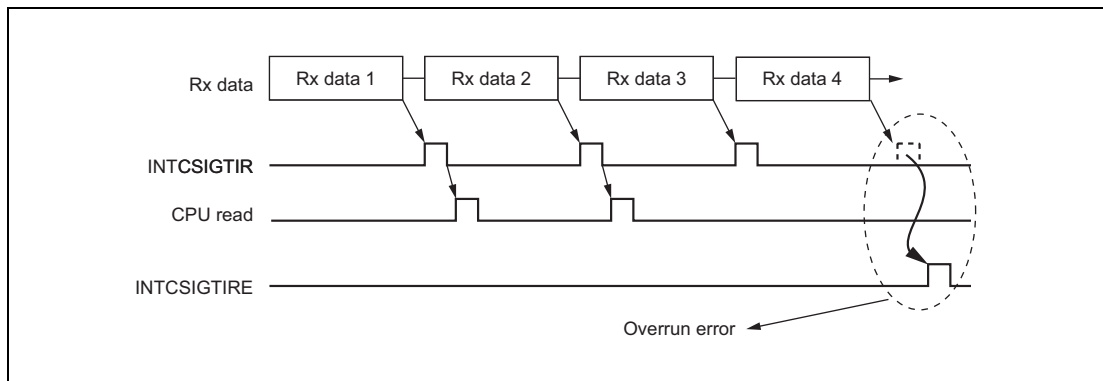 Rx data
Rx data 1
Rx data 2
Rx data 3
Rx data 4
INTCSIGTIR
CPU read
INTCSIGTIRE
Overrun error